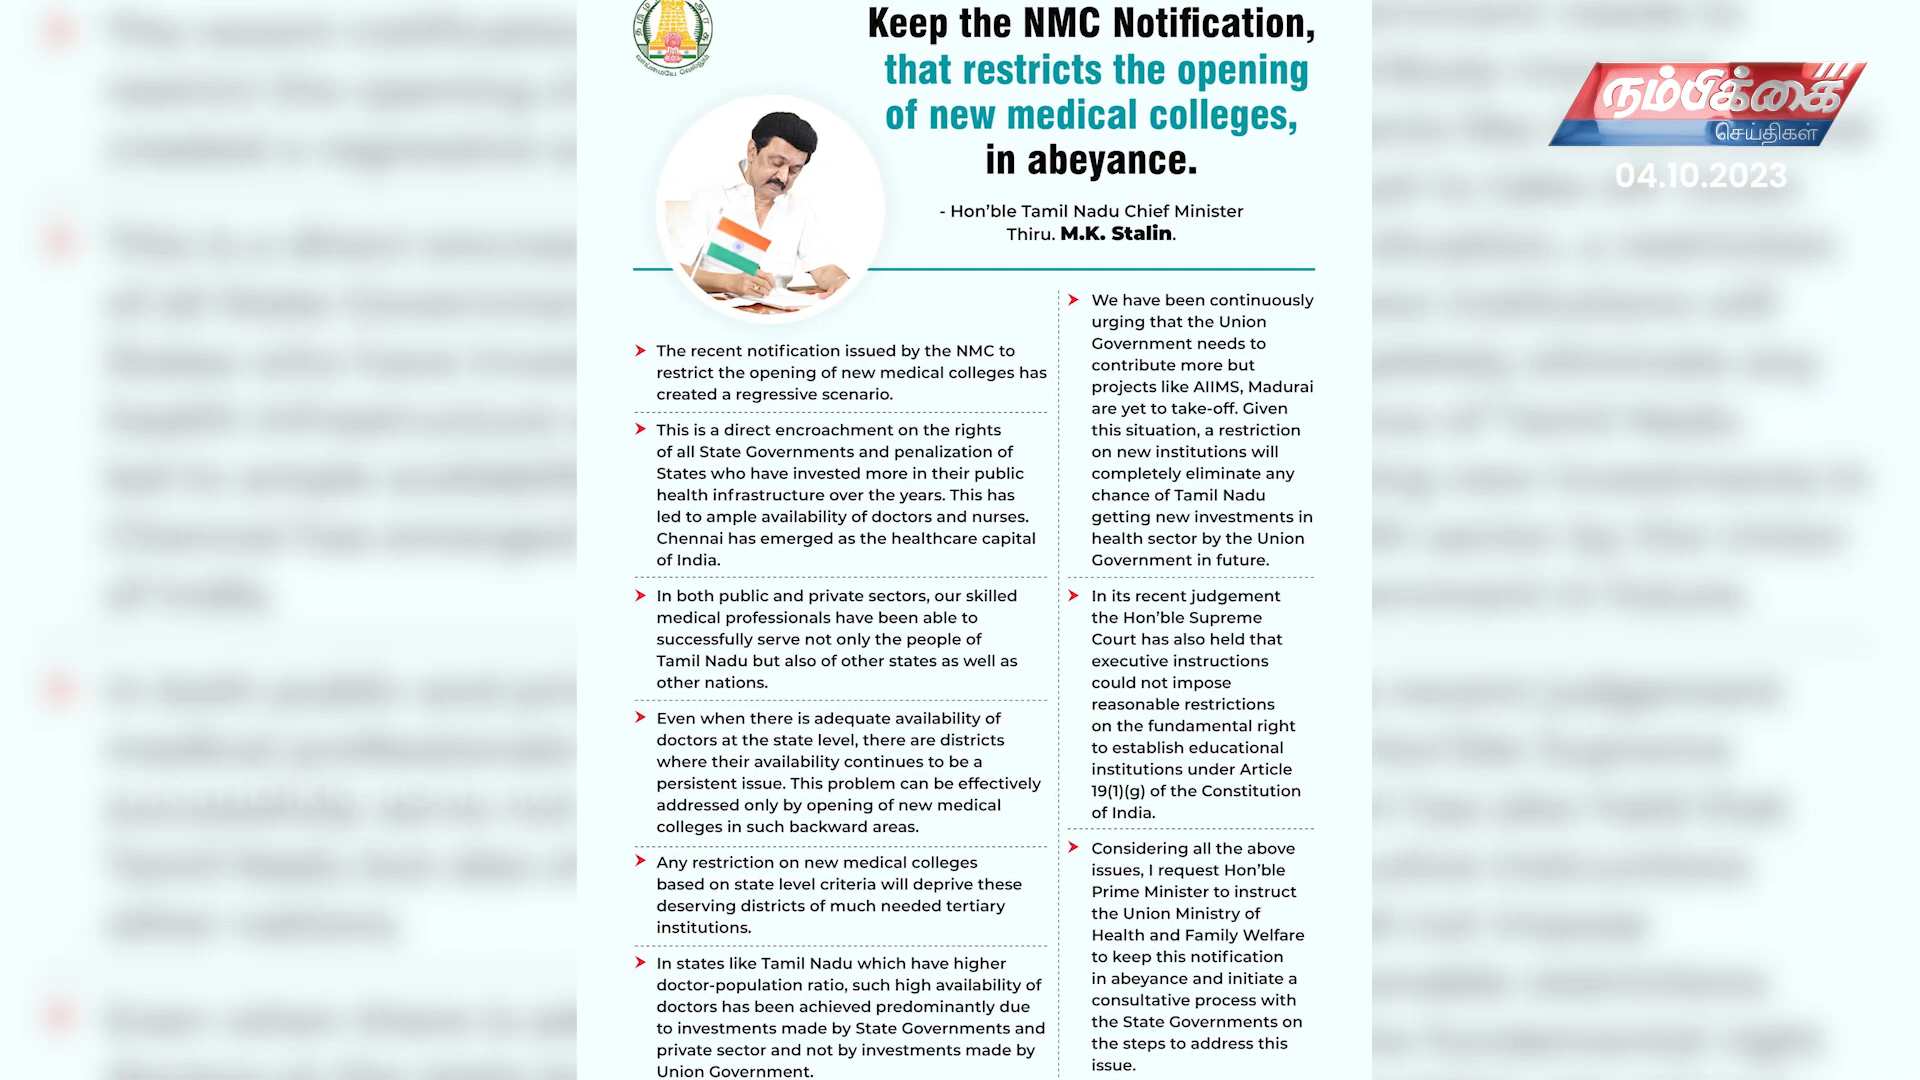 Keep the NMC Notification,
that restricts the opening
of new medical colleges,
in abeyance.
- Hon'ble Tamil Nadu Chief Minister
Thiru. M.K. Stalin.
The recent notification issued by the NMC to
restrict the opening of new medical colleges has
created a regressive scenario.
This is a direct encroachment on the rights
of all State Governments and penalization of
States who have invested more in their public
health infrastructure over the years. This has
led to ample availability of doctors and nurses.
Chennai has emerged as the healthcare capital
of India.
In both public and private sectors, our skilled
medical professionals have been able to
successfully serve not only the people of
Tamil Nadu but also of other states as well as
other nations.
Even when there is adequate availability of
doctors at the state level, there are districts
where their availability continues to be a
persistent issue. This problem can be effectively
addressed only by opening of new medical
colleges in such backward areas.
Any restriction on new medical colleges
based on state level criteria will deprive these
deserving districts of much needed tertiary
institutions.
In states like Tamil Nadu which have higher
doctor-population ratio, such high availability of
doctors has been achieved predominantly due
to investments made by State Governments and
private sector and not by investments made by
Union Government.
We have been continuously
urging that the Union
Government needs to
contribute more but
projects like AIIMS, Madurai
are yet to take-off. Given
this situation, a restriction
on new institutions will
completely eliminate any
chance of Tamil Nadu
getting new investments in
health sector by the Union
Government in future.
In its recent judgement
the Hon'ble Supreme
Court has also held that
executive instructions
could not impose
reasonable restrictions
on the fundamental right
to establish educational
institutions under Article
19(1)(g) of the Constitution
of India.
Considering all the above
issues, I request Hon'ble
Prime Minister to instruct
the Union Ministry of
Health and Family Welfare
to keep this notification
in abeyance and initiate a
consultative process with
the State Governments on
the steps to address this
issue.
நம்பிக்கை
செய்திகள்
04.10.2023
வாய்மையே வெல்லும்